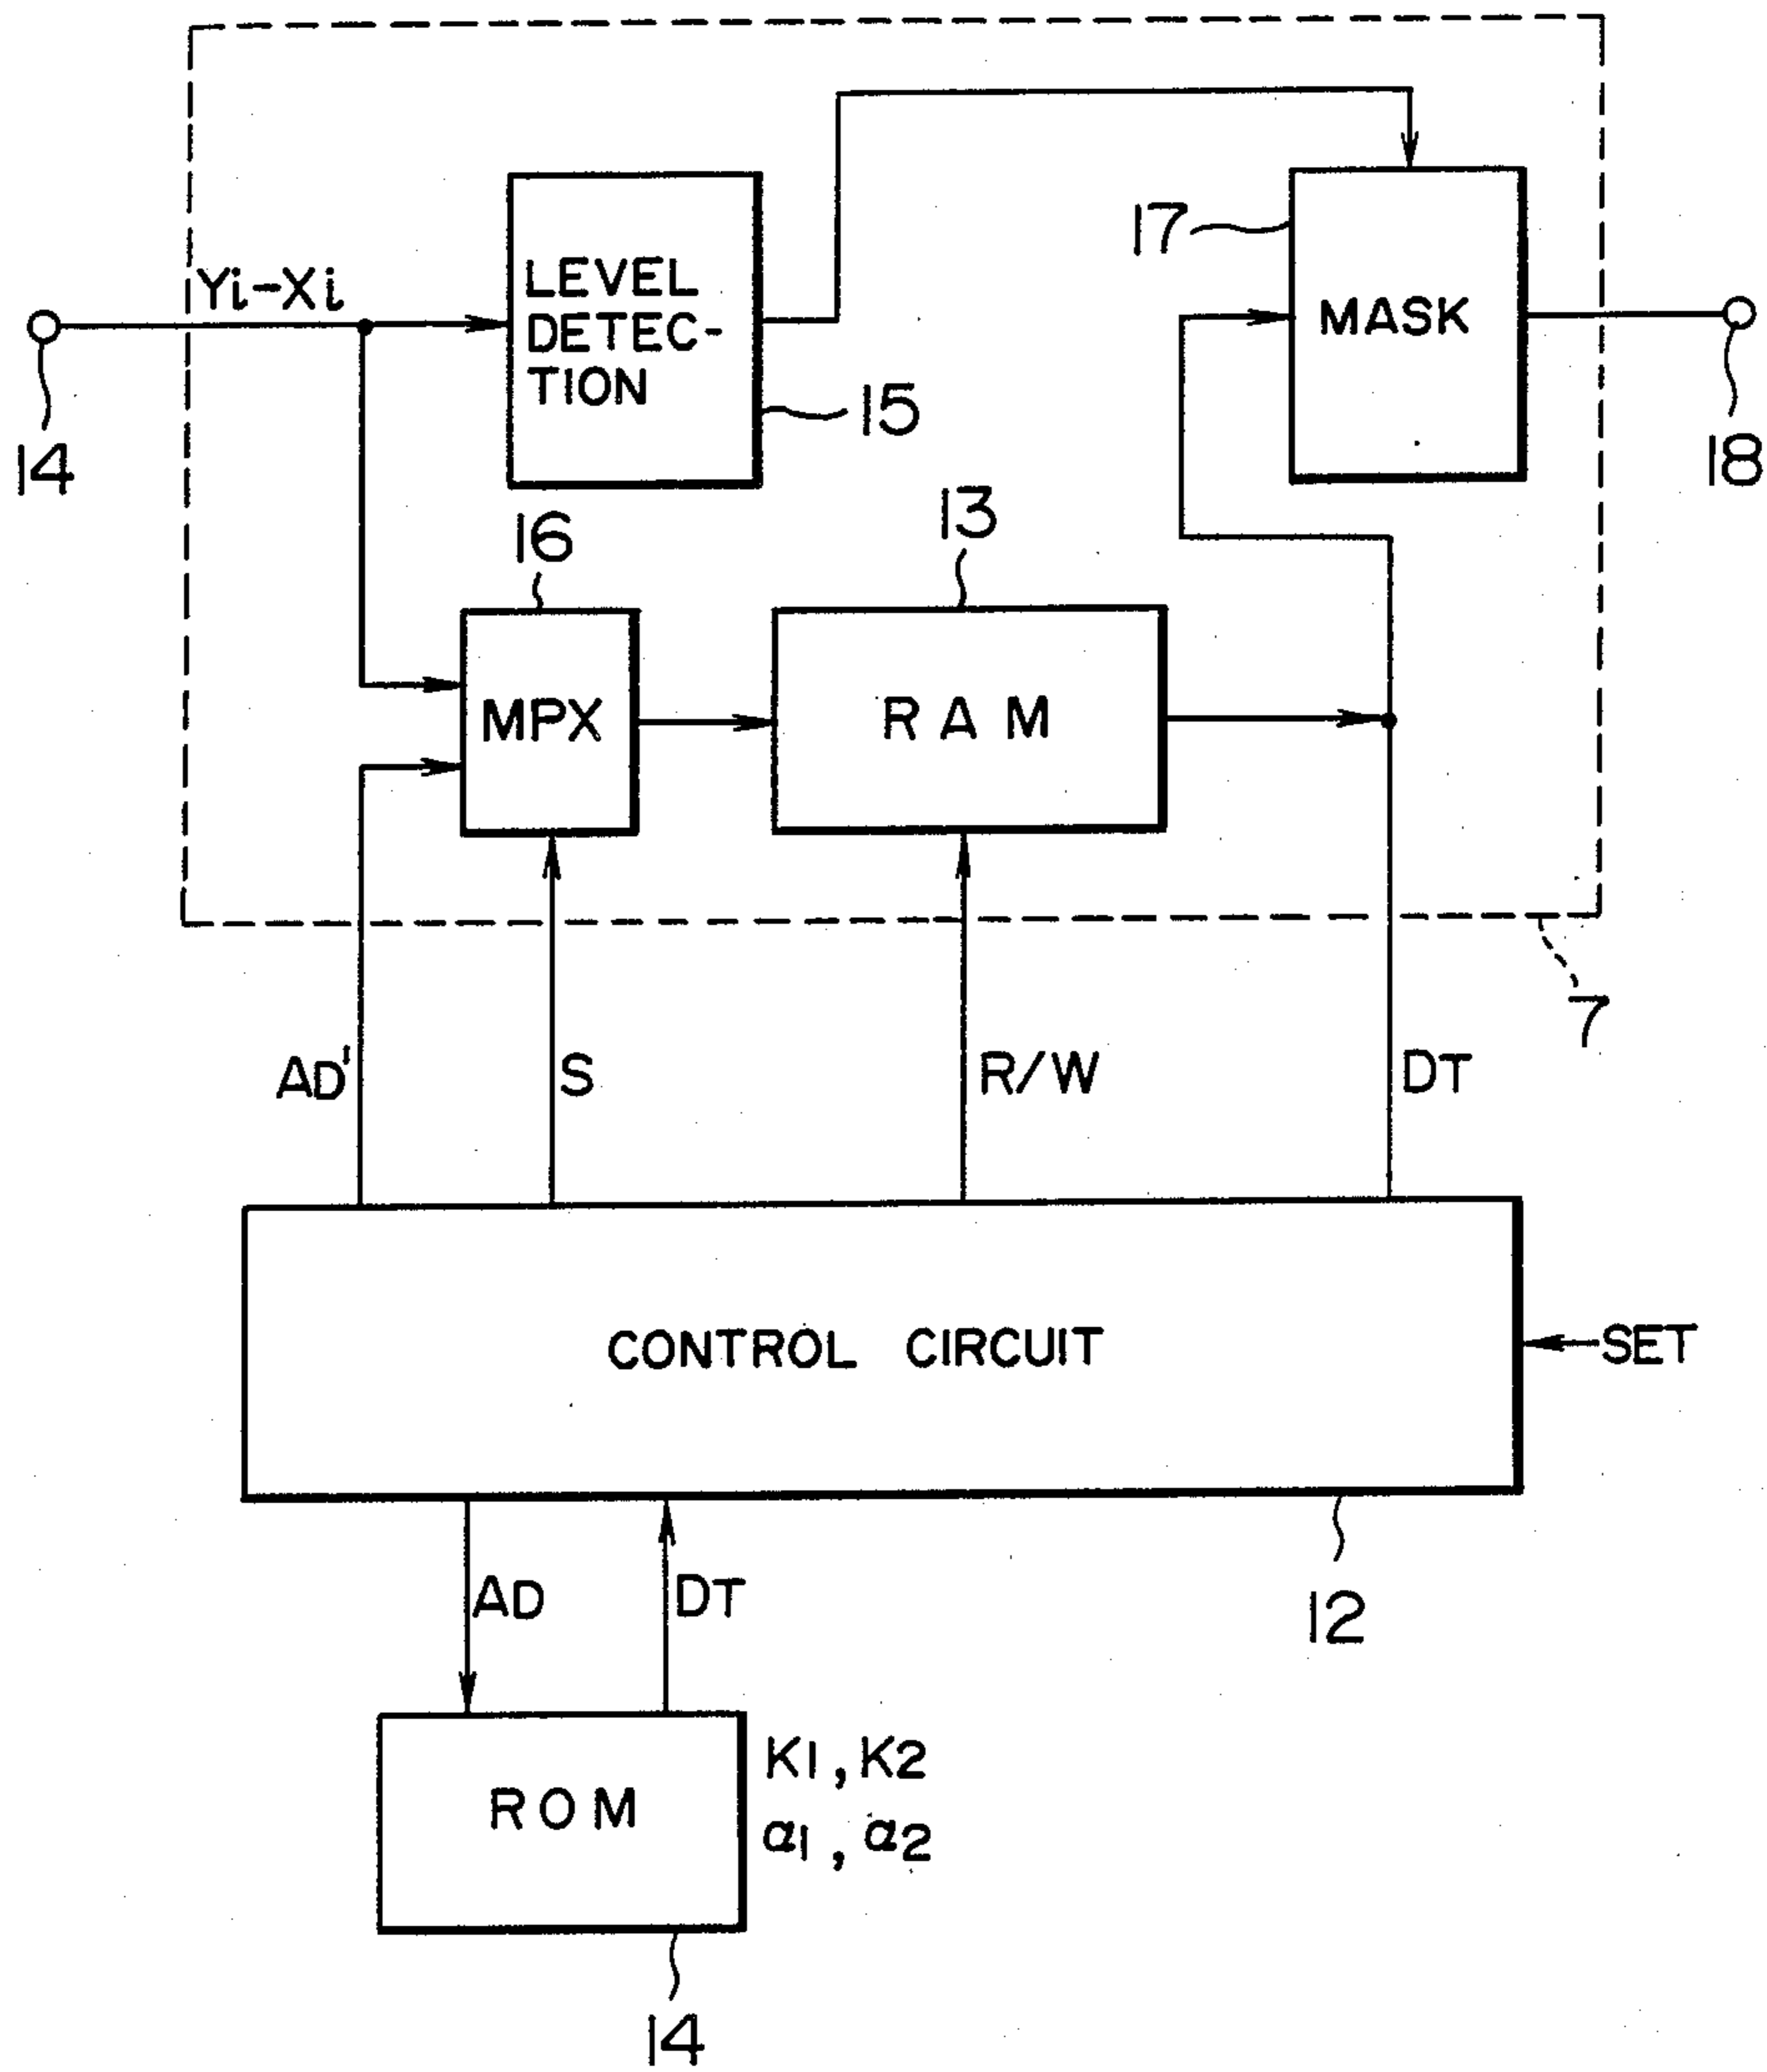 Yi-Xi
LEVEL
DETEC-
TION
17
MASK
14
15
18
16
13
MPX
RAM
7
AD'
S
R/W
DT
CONTROL CIRCUIT
SET
AD
DT
12
ROM
K1, K2
α1, α2
14